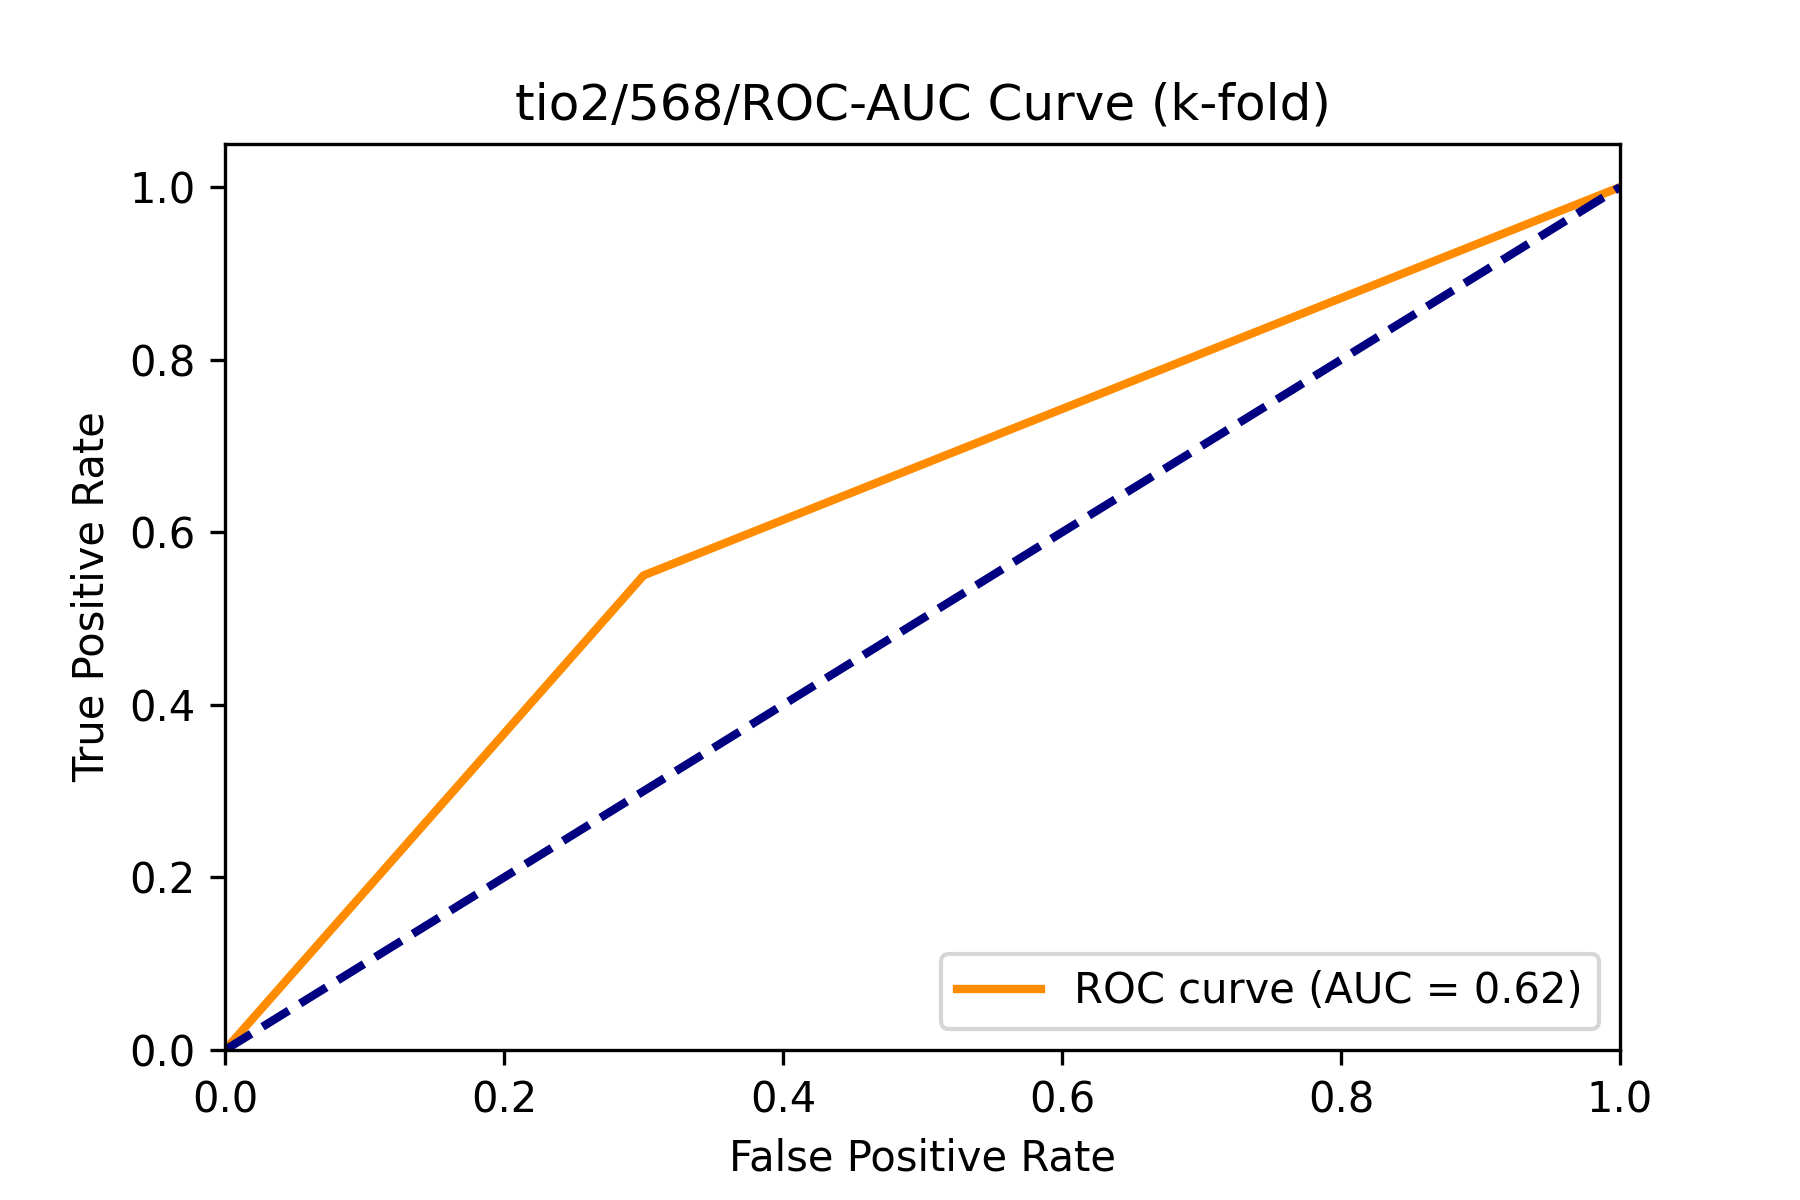 tio2/568/ROC-AUC Curve (k-fold)
1.0
0.8
0.6
0.4
0.2
0.0
True Positive Rate
ROC curve (AUC = 0.62)
0.0 0.2 0.4 0.6 0.8 1.0
False Positive Rate